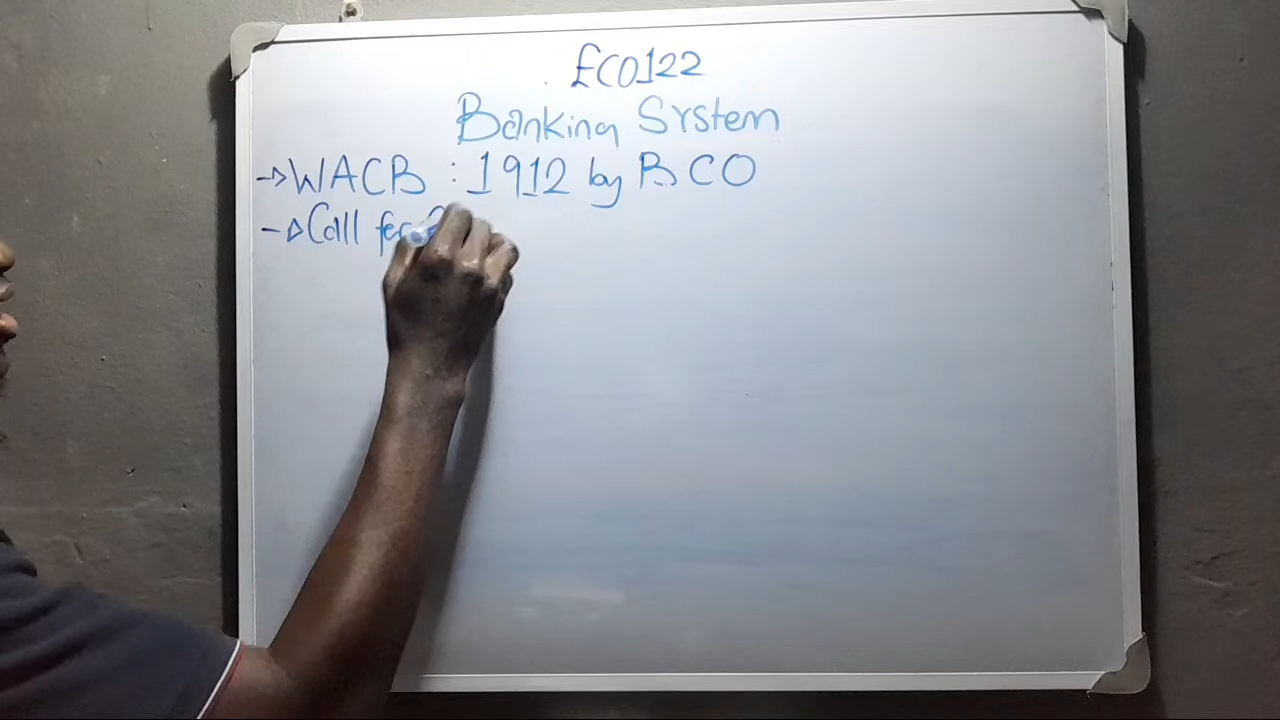 ECO122
Banking System
→WACB : 1912 by BCO
→Call for